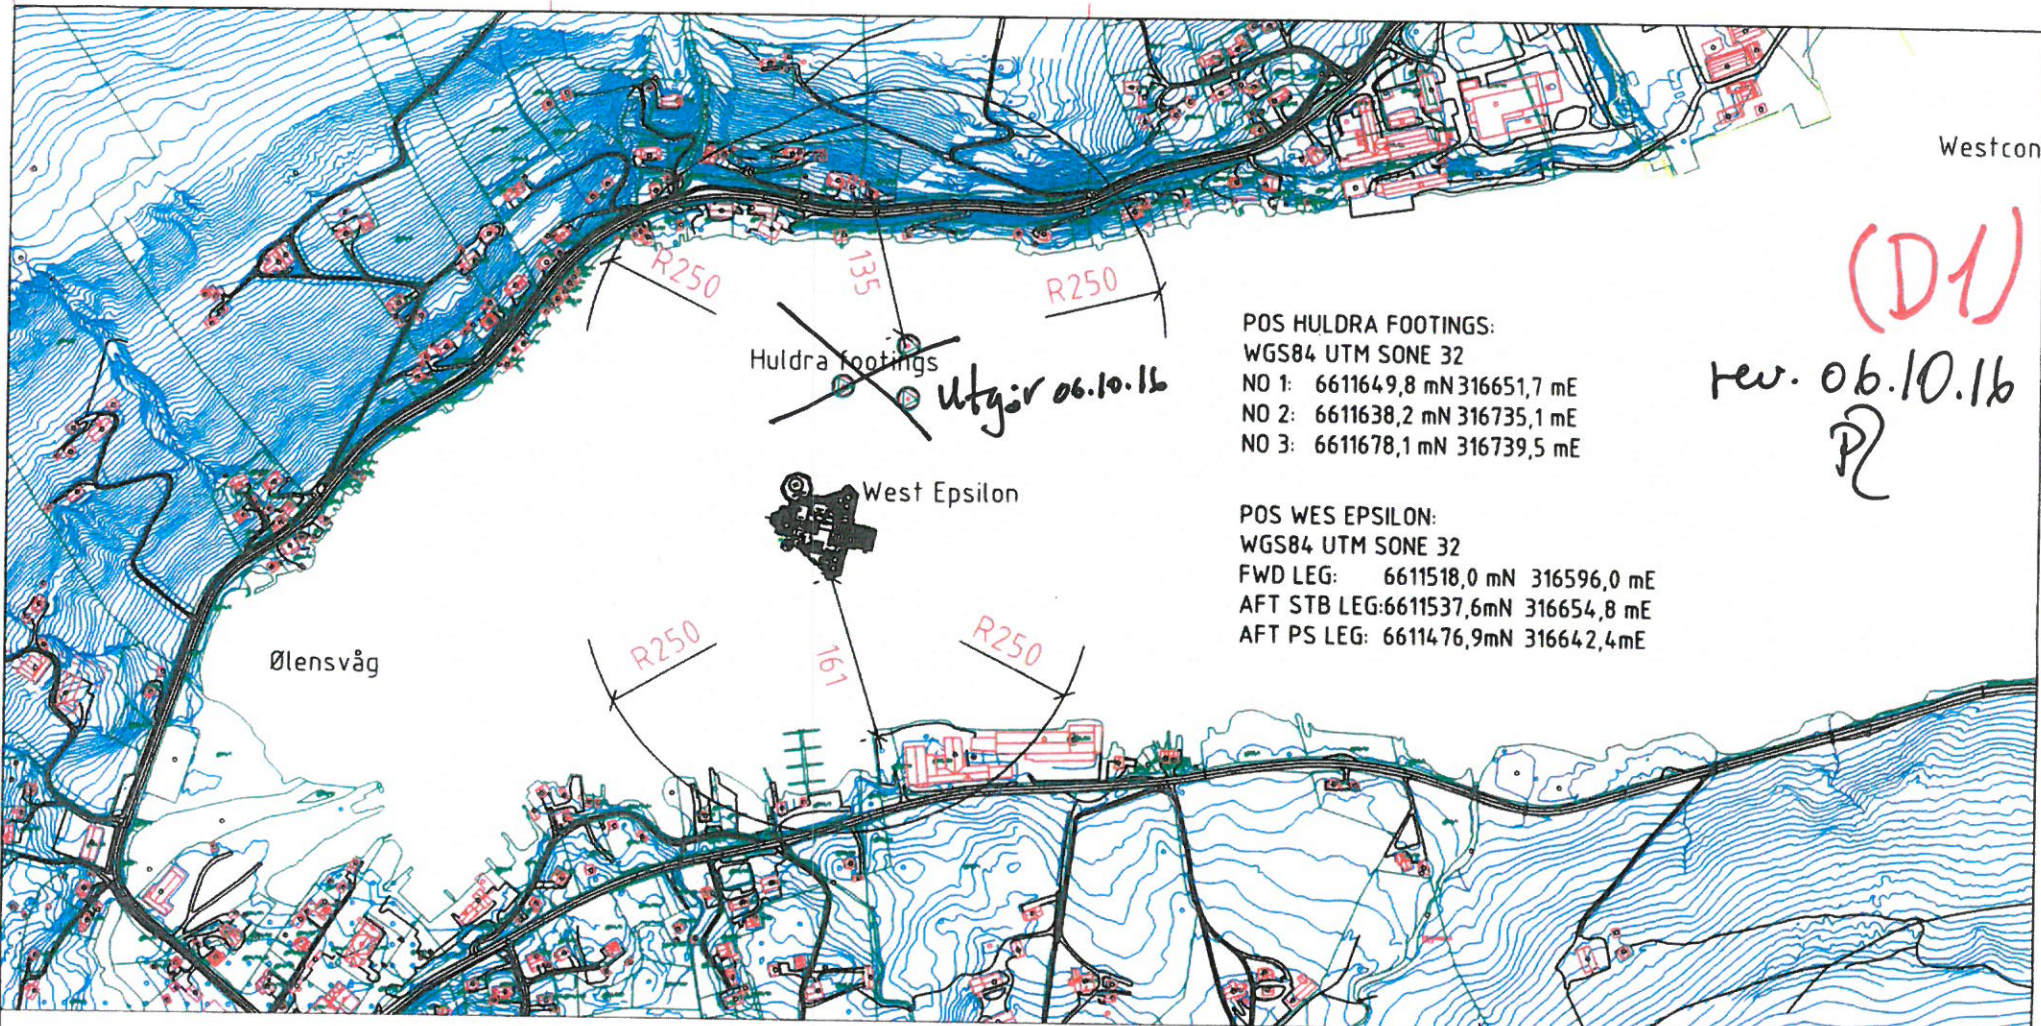 Westcon
(D1)
R250
135
R250
POS HULDRA FOOTINGS:
WGS84 UTM SONE 32
NO 1: 6611649,8 mN 316651,7 mE
NO 2: 6611638,2 mN 316735,1 mE
NO 3: 6611678,1 mN 316739,5 mE
rev. 06.10.16
Huldra footings
Utgår 06.10.16
West Epsilon
POS WES EPSILON:
WGS84 UTM SONE 32
FWD LEG: 6611518,0 mN 316596,0 mE
AFT STB LEG:6611537,6mN 316654,8 mE
AFT PS LEG: 6611476,9mN 316642,4mE
Ølensvåg
R250
161
R250